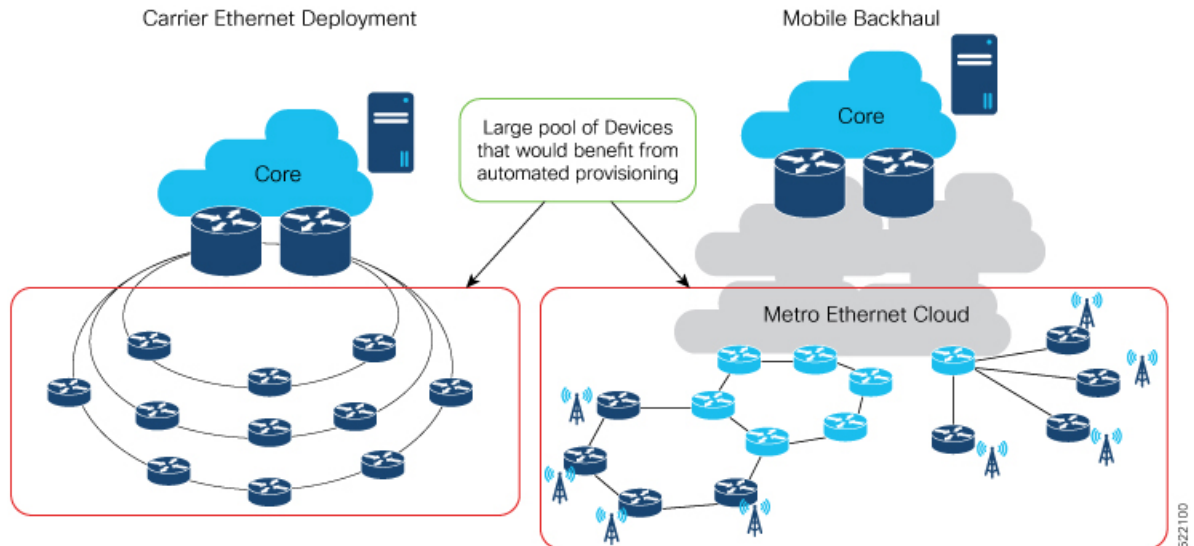 Carrier Ethernet Deployment
Mobile Backhaul
Core
Large pool of Devices
that would benefit from
automated provisioning
Core
Metro Ethernet Cloud
522100